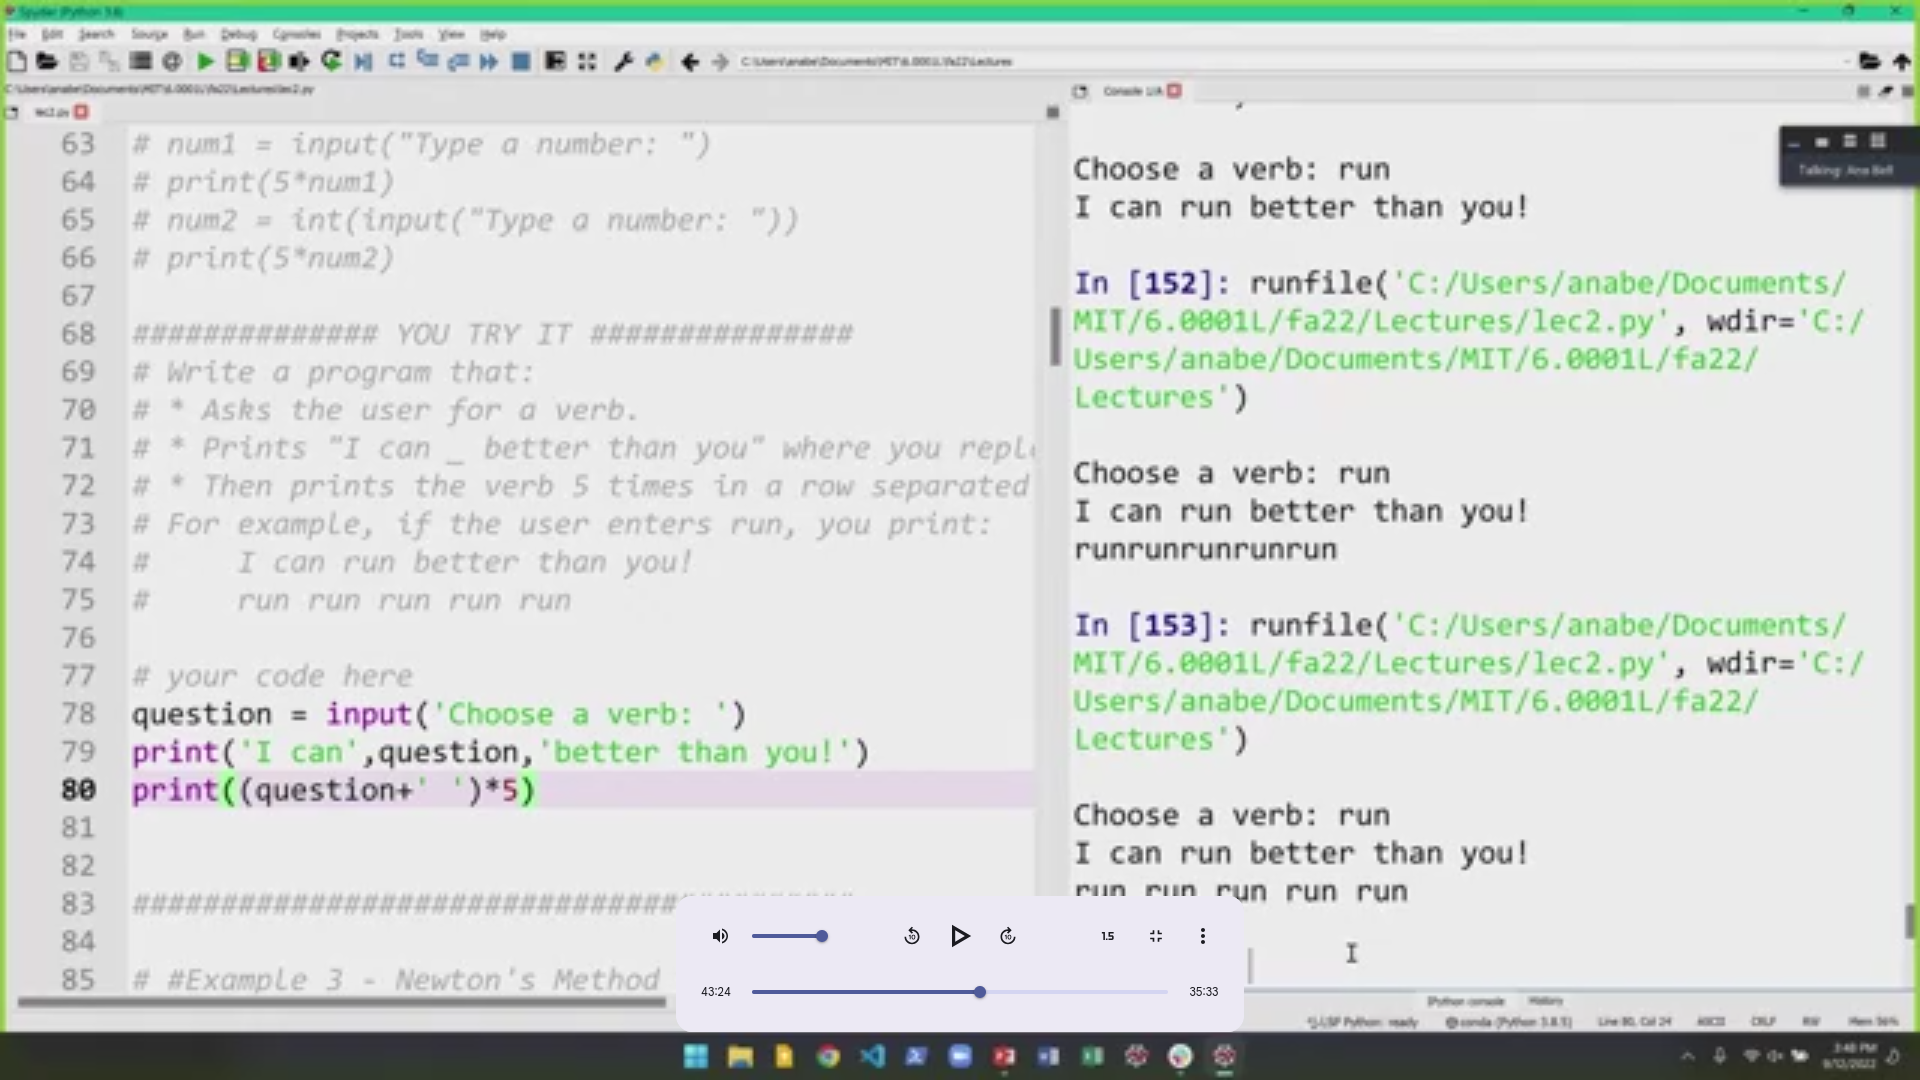 Spyder (Python 3.8)
File Edit Search Source Run Debug Consoles Projects Tools View Help
C:\Users\anabe\Documents\MIT\6.0001L\fa22\Lectures
C:\Users\anabe\Documents\MIT\6.0001L\fa22\Lectures\lec2.py
lec2.py
63 # num1 = input("Type a number: ")
64 # print(5*num1)
65 # num2 = int(input("Type a number: "))
66 # print(5*num2)
67
68 ############## YOU TRY IT ###############
69 # Write a program that:
70 # * Asks the user for a verb.
71 # * Prints "I can _ better than you" where you repl
72 # * Then prints the verb 5 times in a row separated
73 # For example, if the user enters run, you print:
74 #     I can run better than you!
75 #     run run run run run
76
77 # your code here
78 question = input('Choose a verb: ')
79 print('I can',question,'better than you!')
80 print((question+' ')*5)
81
82
83 #########################################
84
85 # #Example 3 - Newton's Method
Console 1/A
Choose a verb: run
I can run better than you!
In [152]: runfile('C:/Users/anabe/Documents/
MIT/6.0001L/fa22/Lectures/lec2.py', wdir='C:/
Users/anabe/Documents/MIT/6.0001L/fa22/
Lectures')
Choose a verb: run
I can run better than you!
runrunrunrunrun
In [153]: runfile('C:/Users/anabe/Documents/
MIT/6.0001L/fa22/Lectures/lec2.py', wdir='C:/
Users/anabe/Documents/MIT/6.0001L/fa22/
Lectures')
Choose a verb: run
I can run better than you!
run run run run run
Talking: Ana Bell
10 10 1.5
43:24 35:33
IPython console History
LSP Python: ready conda (Python 3.8.5) Line 80, Col 24 ASCII CRLF RW Mem 56%
3:48 PM
9/12/2022